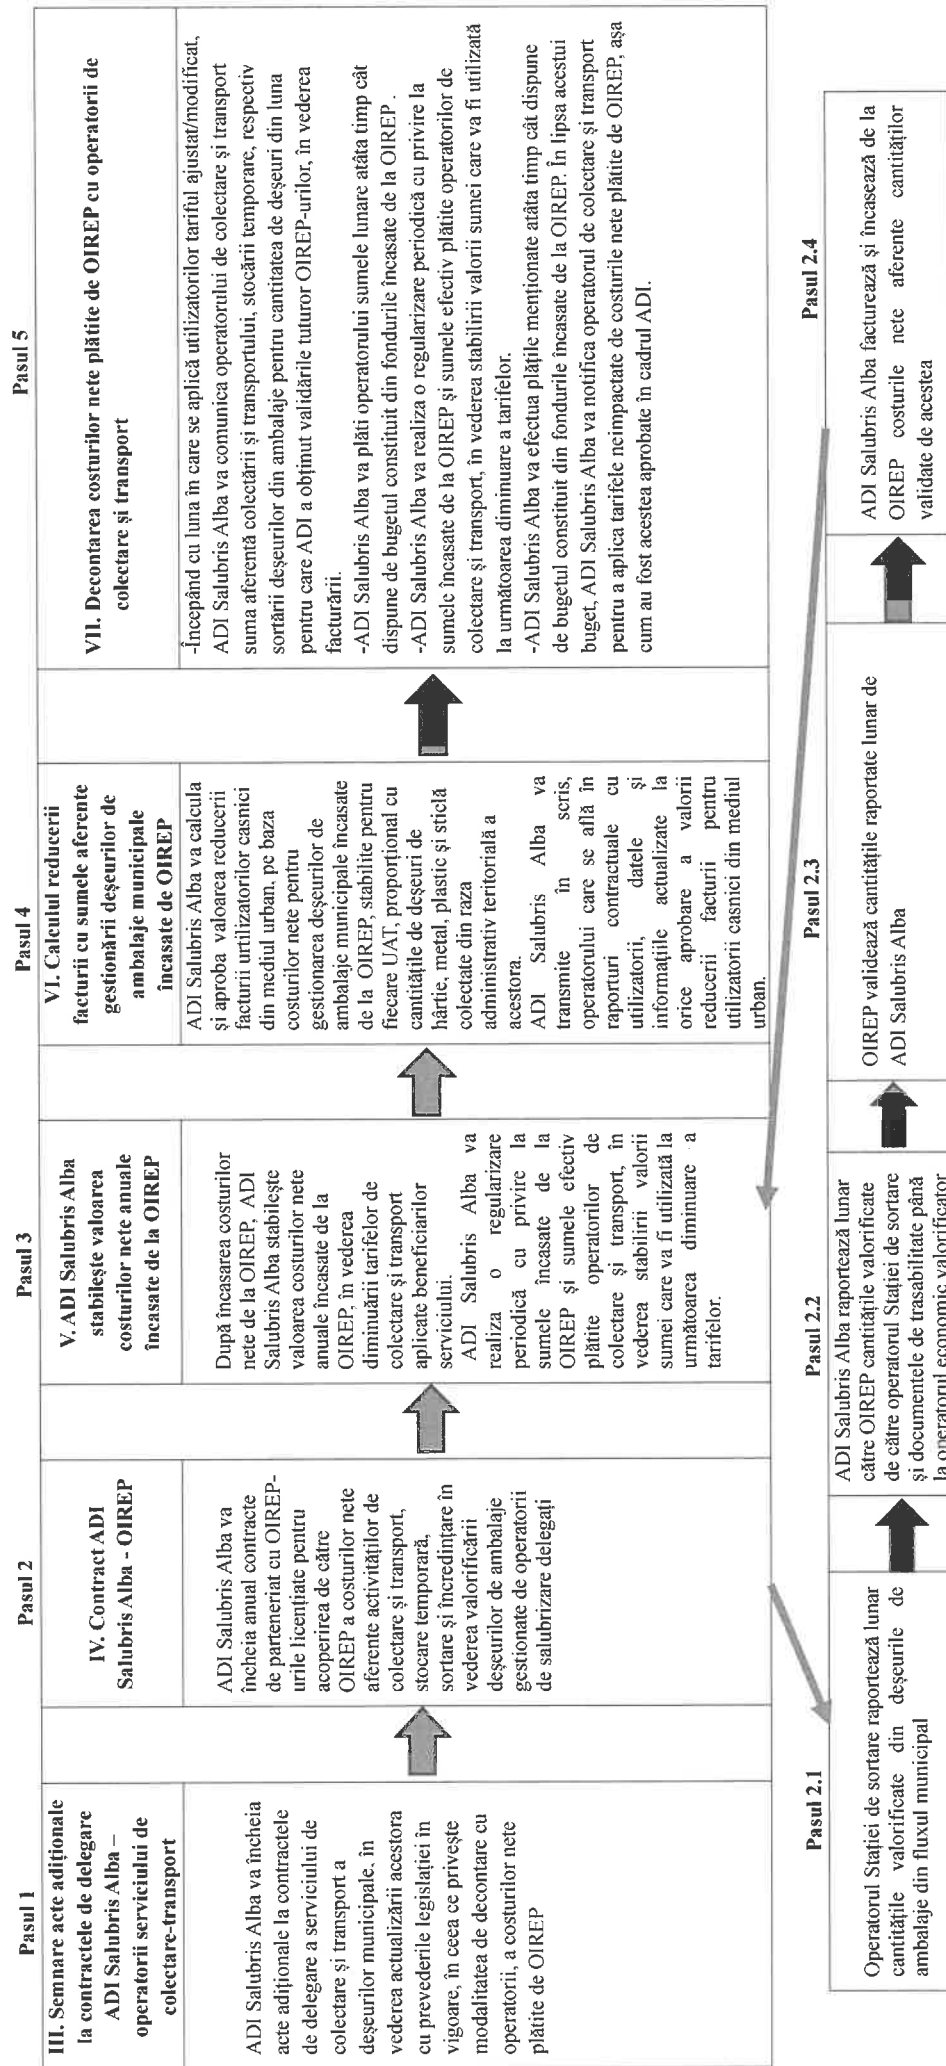 Pasul 1
III. Semnare acte adiționale
la contractele de delegare
ADI Salubris Alba –
operatorii serviciului de
colectare-transport
ADI Salubris Alba va încheia
acte adiționale la contractele
de delegare a serviciului de
colectare și transport a
deșeurilor municipale, în
vederea actualizării acestora
cu prevederile legislației în
vigoare, în ceea ce privește
modalitatea de decontare cu
operatorii, a costurilor nete
plătite de OIREP
Pasul 2
IV. Contract ADI
Salubris Alba - OIREP
ADI Salubris Alba va
încheia anual contracte
de parteneriat cu OIREP-
urile licențiate pentru
acoperirea de către
OIREP a costurilor nete
aferente activităților de
colectare și transport,
stocare temporară,
sortare și încredințare în
vederea valorificării
deșeurilor de ambalaje
gestionate de operatorii
de salubrizare delegați
Pasul 3
V. ADI Salubris Alba
stabilește valoarea
costurilor nete anuale
încasate de la OIREP
După încasarea costurilor
nete de la OIREP, ADI
Salubris Alba stabilește
valoarea costurilor nete
anuale încasate de la
OIREP, în vederea
diminuării tarifelor de
colectare și transport
aplicate beneficiarilor
serviciului.
ADI Salubris Alba va
realiza o regularizare
periodică cu privire la
sumele încasate de la
OIREP și sumele efectiv
plătite operatorilor de
colectare și transport, în
vederea stabilirii valorii
sumei care va fi utilizată la
următoarea diminuare a
tarifelor.
Pasul 4
VI. Calculul reducerii
facturii cu sumele aferente
gestionării deșeurilor de
ambalaje municipale
încasate de OIREP
ADI Salubris Alba va calcula
și aproba valoarea reducerii
facturii urtilizatorilor casnici
din mediul urban, pe baza
costurilor nete pentru
gestionarea deșeurilor de
ambalaje municipale încasate
de la OIREP, stabilite pentru
fiecare UAT, proporțional cu
cantitățile de deșeuri de
hârtie, metal, plastic și sticlă
colectate din raza
administrativ teritorială a
acestora.
ADI Salubris Alba va
transmite în scris,
operatorului care se află în
raporturi contractuale cu
utilizatorii, datele și
informațiile actualizate la
orice aprobare a valorii
reducerii facturii pentru
utilizatorii casnici din mediul
urban.
Pasul 5
VII. Decontarea costurilor nete plătite de OIREP cu operatorii de
colectare și transport
-Începând cu luna în care se aplică utilizatorilor tariful ajustat/modificat,
ADI Salubris Alba va comunica operatorului de colectare și transport
suma aferentă colectării și transportului, stocării temporare, respectiv
sortării deșeurilor din ambalaje pentru cantitatea de deșeuri din luna
pentru care ADI a obținut validările tuturor OIREP-urilor, în vederea
facturării.
-ADI Salubris Alba va plăti operatorului sumele lunare atâta timp cât
dispune de bugetul constituit din fondurile încasate de la OIREP .
-ADI Salubris Alba va realiza o regularizare periodică cu privire la
sumele încasate de la OIREP și sumele efectiv plătite operatorilor de
colectare și transport, în vederea stabilirii valorii sumei care va fi utilizată
la următoarea diminuare a tarifelor.
-ADI Salubris Alba va efectua plățile menționate atâta timp cât dispune
de bugetul constituit din fondurile încasate de la OIREP. În lipsa acestui
buget, ADI Salubris Alba va notifica operatorul de colectare și transport
pentru a aplica tarifele neimpactate de costurile nete plătite de OIREP, așa
cum au fost acestea aprobate în cadrul ADI.
Pasul 2.1
Operatorul Stației de sortare raportează lunar
cantitățile valorificate din deșeurile de
ambalaje din fluxul municipal
Pasul 2.2
ADI Salubris Alba raportează lunar
către OIREP cantitățile valorificate
de către operatorul Stației de sortare
și documentele de trasabilitate până
la operatorul economic valorificator
Pasul 2.3
OIREP validează cantitățile raportate lunar de
ADI Salubris Alba
Pasul 2.4
ADI Salubris Alba facturează și încasează de la
OIREP costurile nete aferente cantităților
validate de acestea